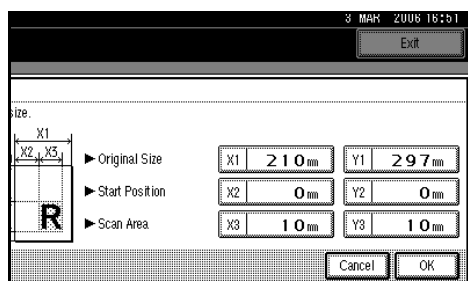 3 MAR 2006 16:51
Exit
size.
X1
X2 X3
R
►Original Size X1 210mm Y1 297mm
►Start Position X2 0mm Y2 0mm
►Scan Area X3 10mm Y3 10mm
Cancel OK